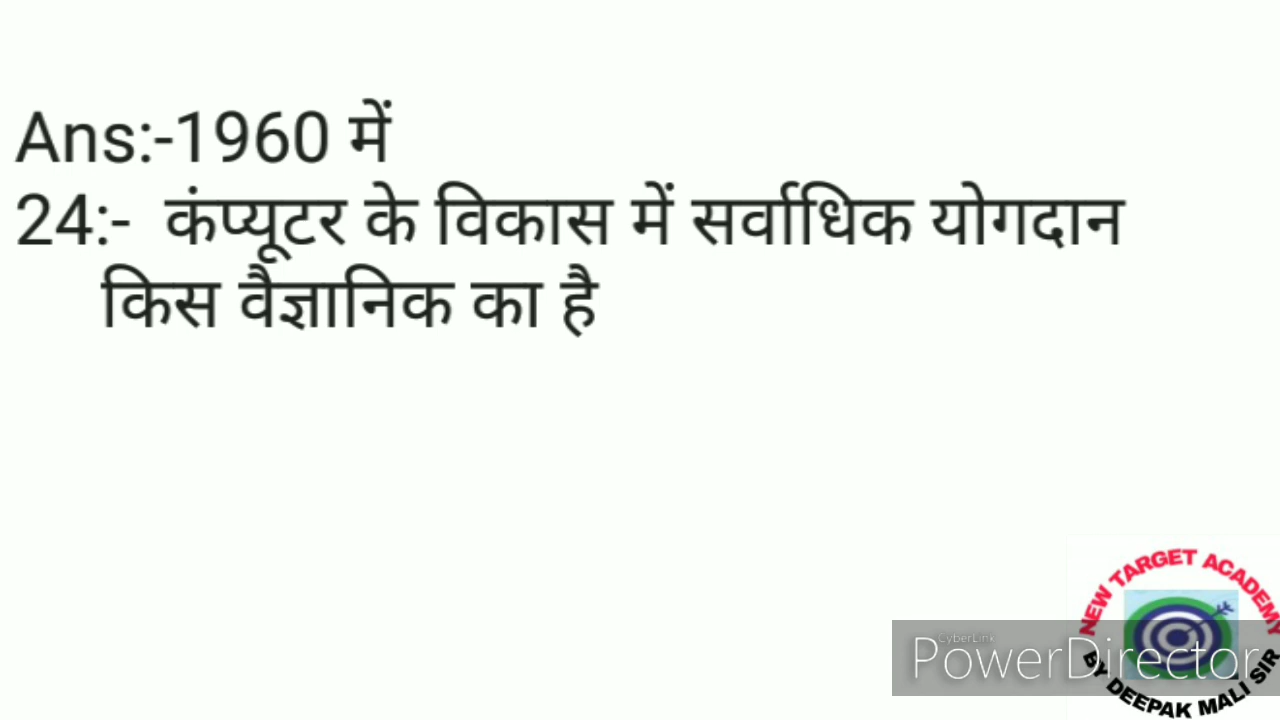 Ans:-1960 में
24:- कंप्यूटर के विकास में सर्वाधिक योगदान
किस वैज्ञानिक का है
NEW TARGET ACADEMY
CyberLink
PowerDirector
BY DEEPAK MALI SIR